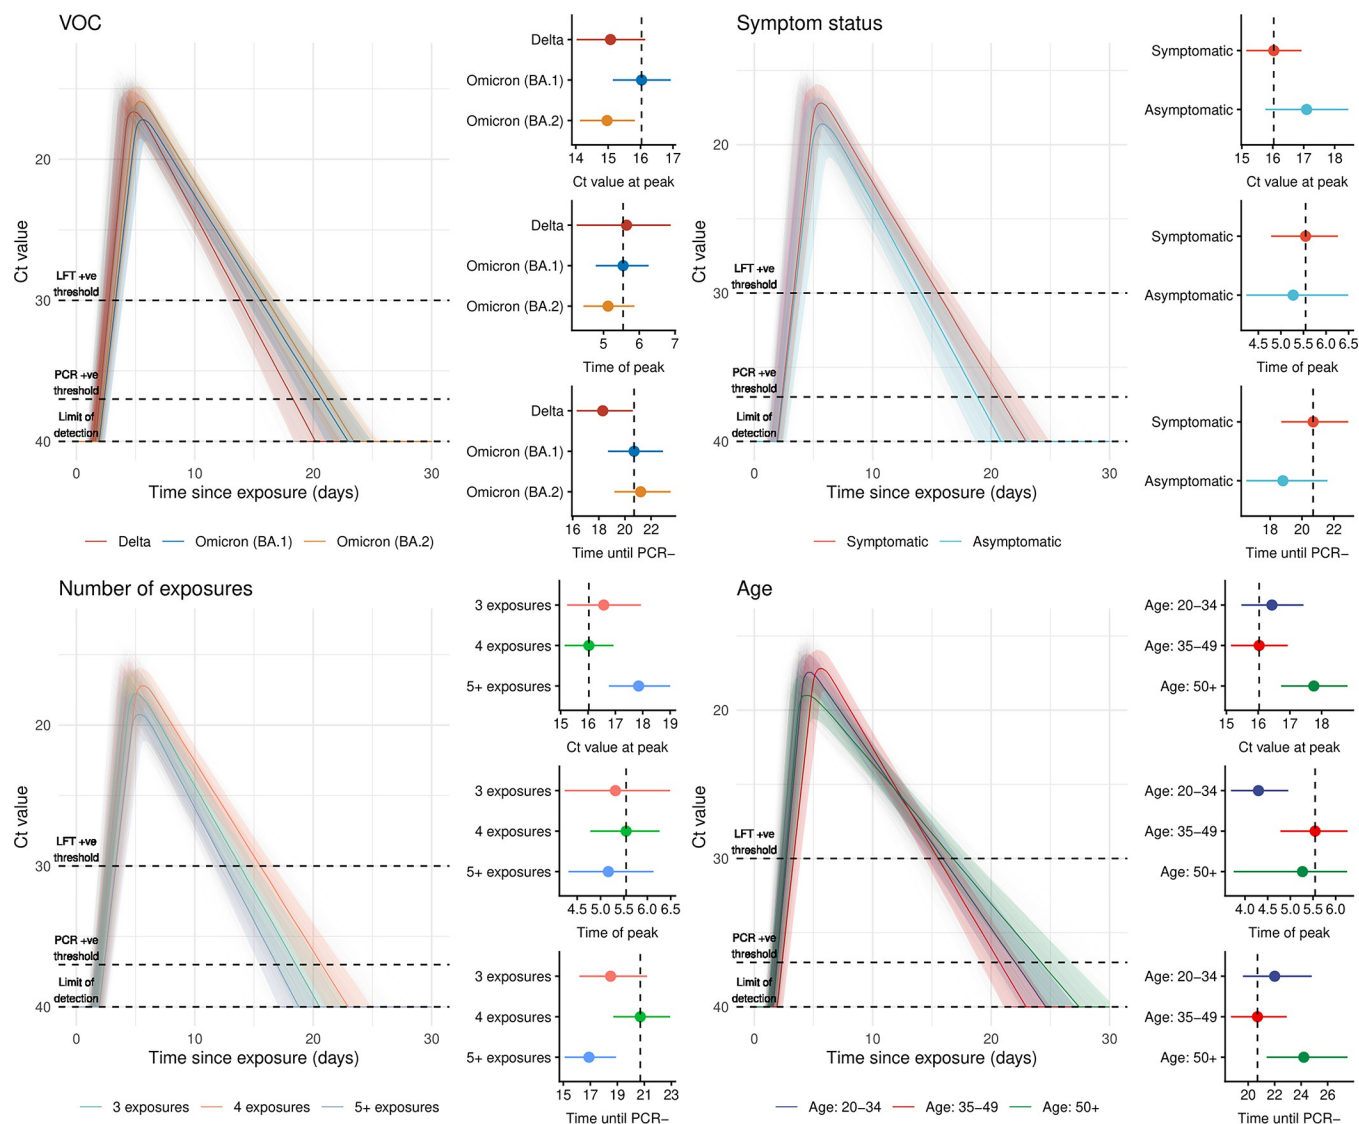 VOC
Ct value
20
30
40
LFT +ve
threshold
PCR +ve
threshold
Limit of
detection
0
10
20
30
Time since exposure (days)
Delta
Omicron (BA.1)
Omicron (BA.2)
Delta
Omicron (BA.1)
Omicron (BA.2)
14
15
16
17
Ct value at peak
Delta
Omicron (BA.1)
Omicron (BA.2)
5
6
7
Time of peak
Delta
Omicron (BA.1)
Omicron (BA.2)
16
18
20
22
Time until PCR−
Symptom status
Ct value
20
30
40
LFT +ve
threshold
PCR +ve
threshold
Limit of
detection
0
10
20
30
Time since exposure (days)
Symptomatic
Asymptomatic
Symptomatic
Asymptomatic
15
16
17
18
Ct value at peak
Symptomatic
Asymptomatic
4.5
5.0
5.5
6.0
6.5
Time of peak
Symptomatic
Asymptomatic
18
20
22
Time until PCR−
Number of exposures
Ct value
20
30
40
LFT +ve
threshold
PCR +ve
threshold
Limit of
detection
0
10
20
30
Time since exposure (days)
3 exposures
4 exposures
5+ exposures
3 exposures
4 exposures
5+ exposures
15
16
17
18
19
Ct value at peak
3 exposures
4 exposures
5+ exposures
4.5
5.0
5.5
6.0
6.5
Time of peak
3 exposures
4 exposures
5+ exposures
15
17
19
21
23
Time until PCR−
Age
Ct value
20
30
40
LFT +ve
threshold
PCR +ve
threshold
Limit of
detection
0
10
20
30
Time since exposure (days)
Age: 20−34
Age: 35−49
Age: 50+
Age: 20−34
Age: 35−49
Age: 50+
15
16
17
18
Ct value at peak
Age: 20−34
Age: 35−49
Age: 50+
4.0
4.5
5.0
5.5
6.0
Time of peak
Age: 20−34
Age: 35−49
Age: 50+
20
22
24
26
Time until PCR−